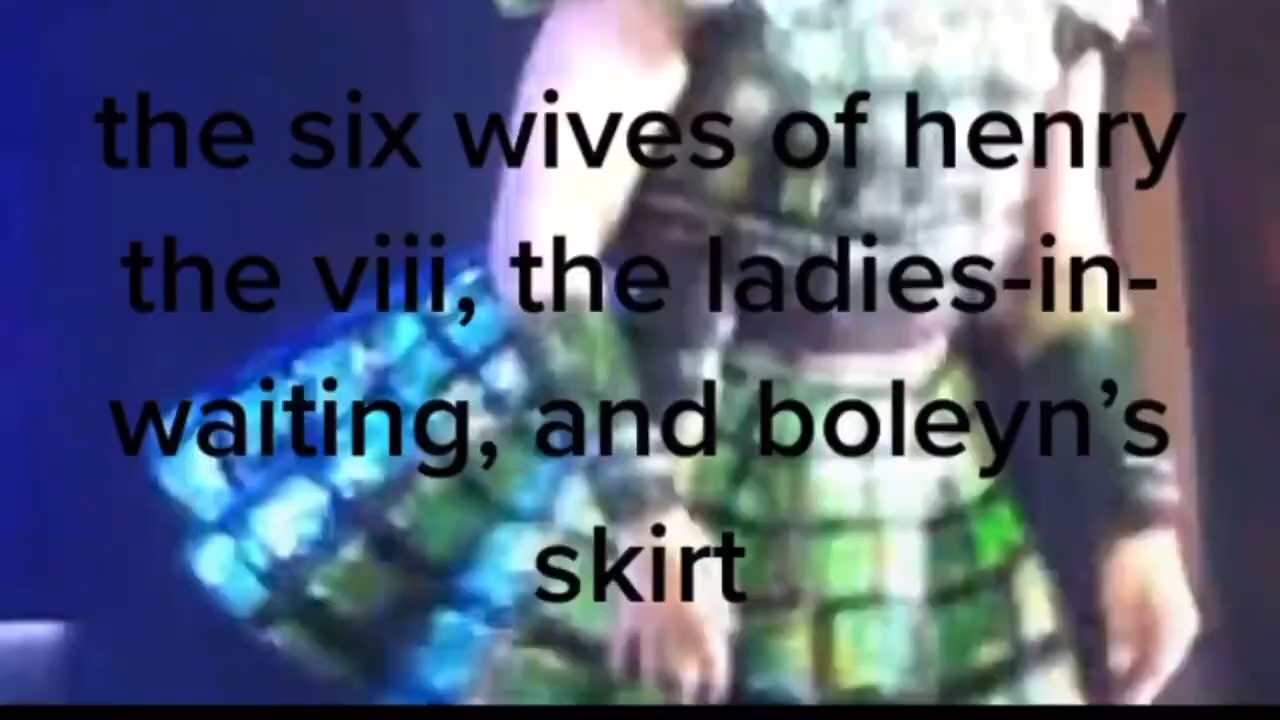 the six wives of henry
the viii, the ladies-in-
waiting, and boleyn’s
skirt